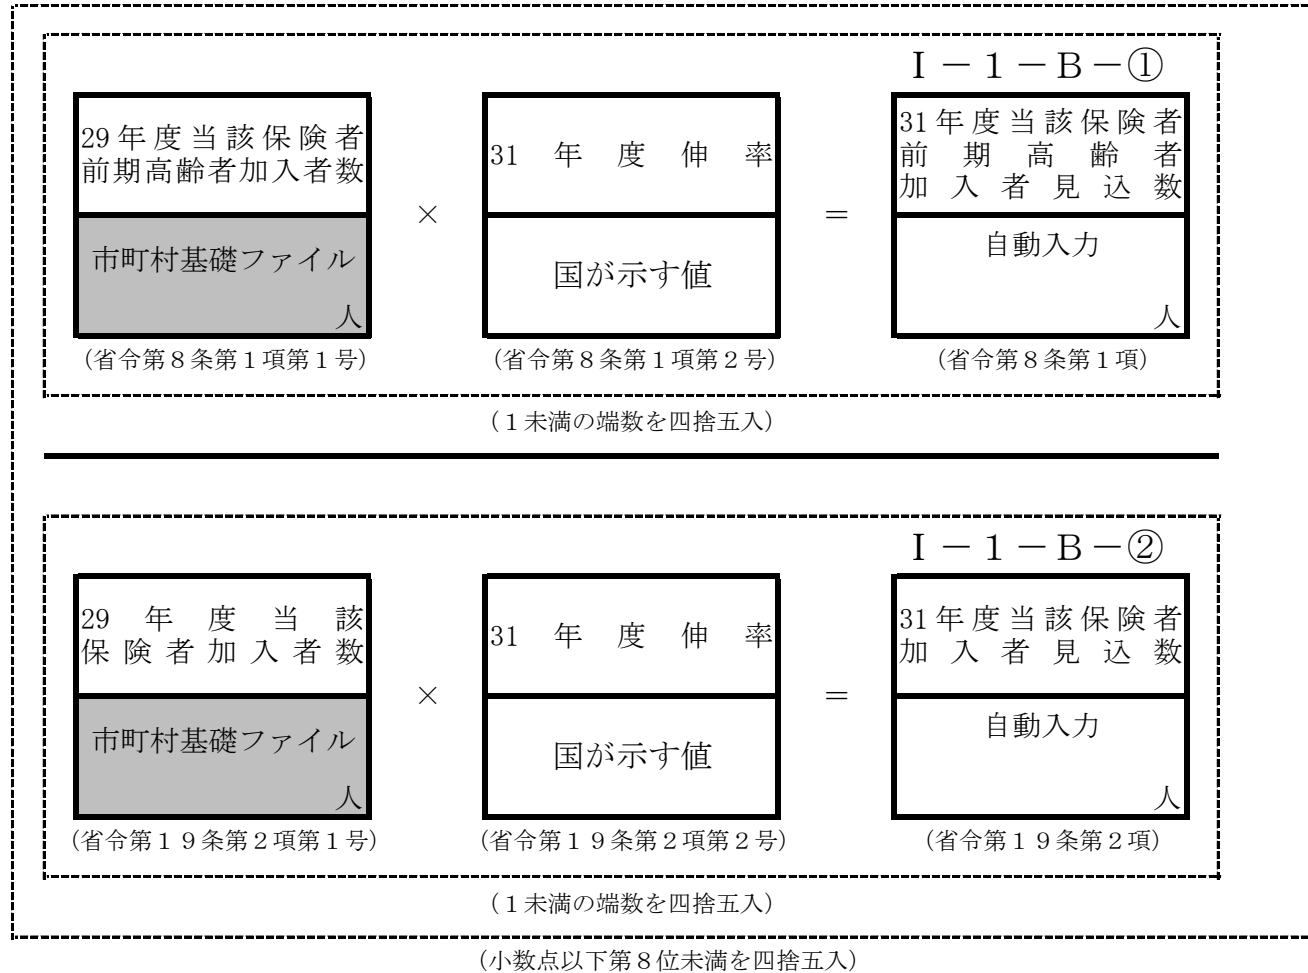 Ⅰ－１－Ｂ－①
29年度当該保険者
前期高齢者加入者数
市町村基礎ファイル
人
(省令第８条第１項第１号)
×
31年度伸率
国が示す値
(省令第８条第１項第２号)
＝
31年度当該保険者
前期高齢者
加入者見込数
自動入力
人
(省令第８条第１項)
(１未満の端数を四捨五入)
Ⅰ－１－Ｂ－②
29年度当該
保険者加入者数
市町村基礎ファイル
人
(省令第１９条第２項第１号)
×
31年度伸率
国が示す値
(省令第１９条第２項第２号)
＝
31年度当該保険者
加入者見込数
自動入力
人
(省令第１９条第２項)
(１未満の端数を四捨五入)
(小数点以下第８位未満を四捨五入)